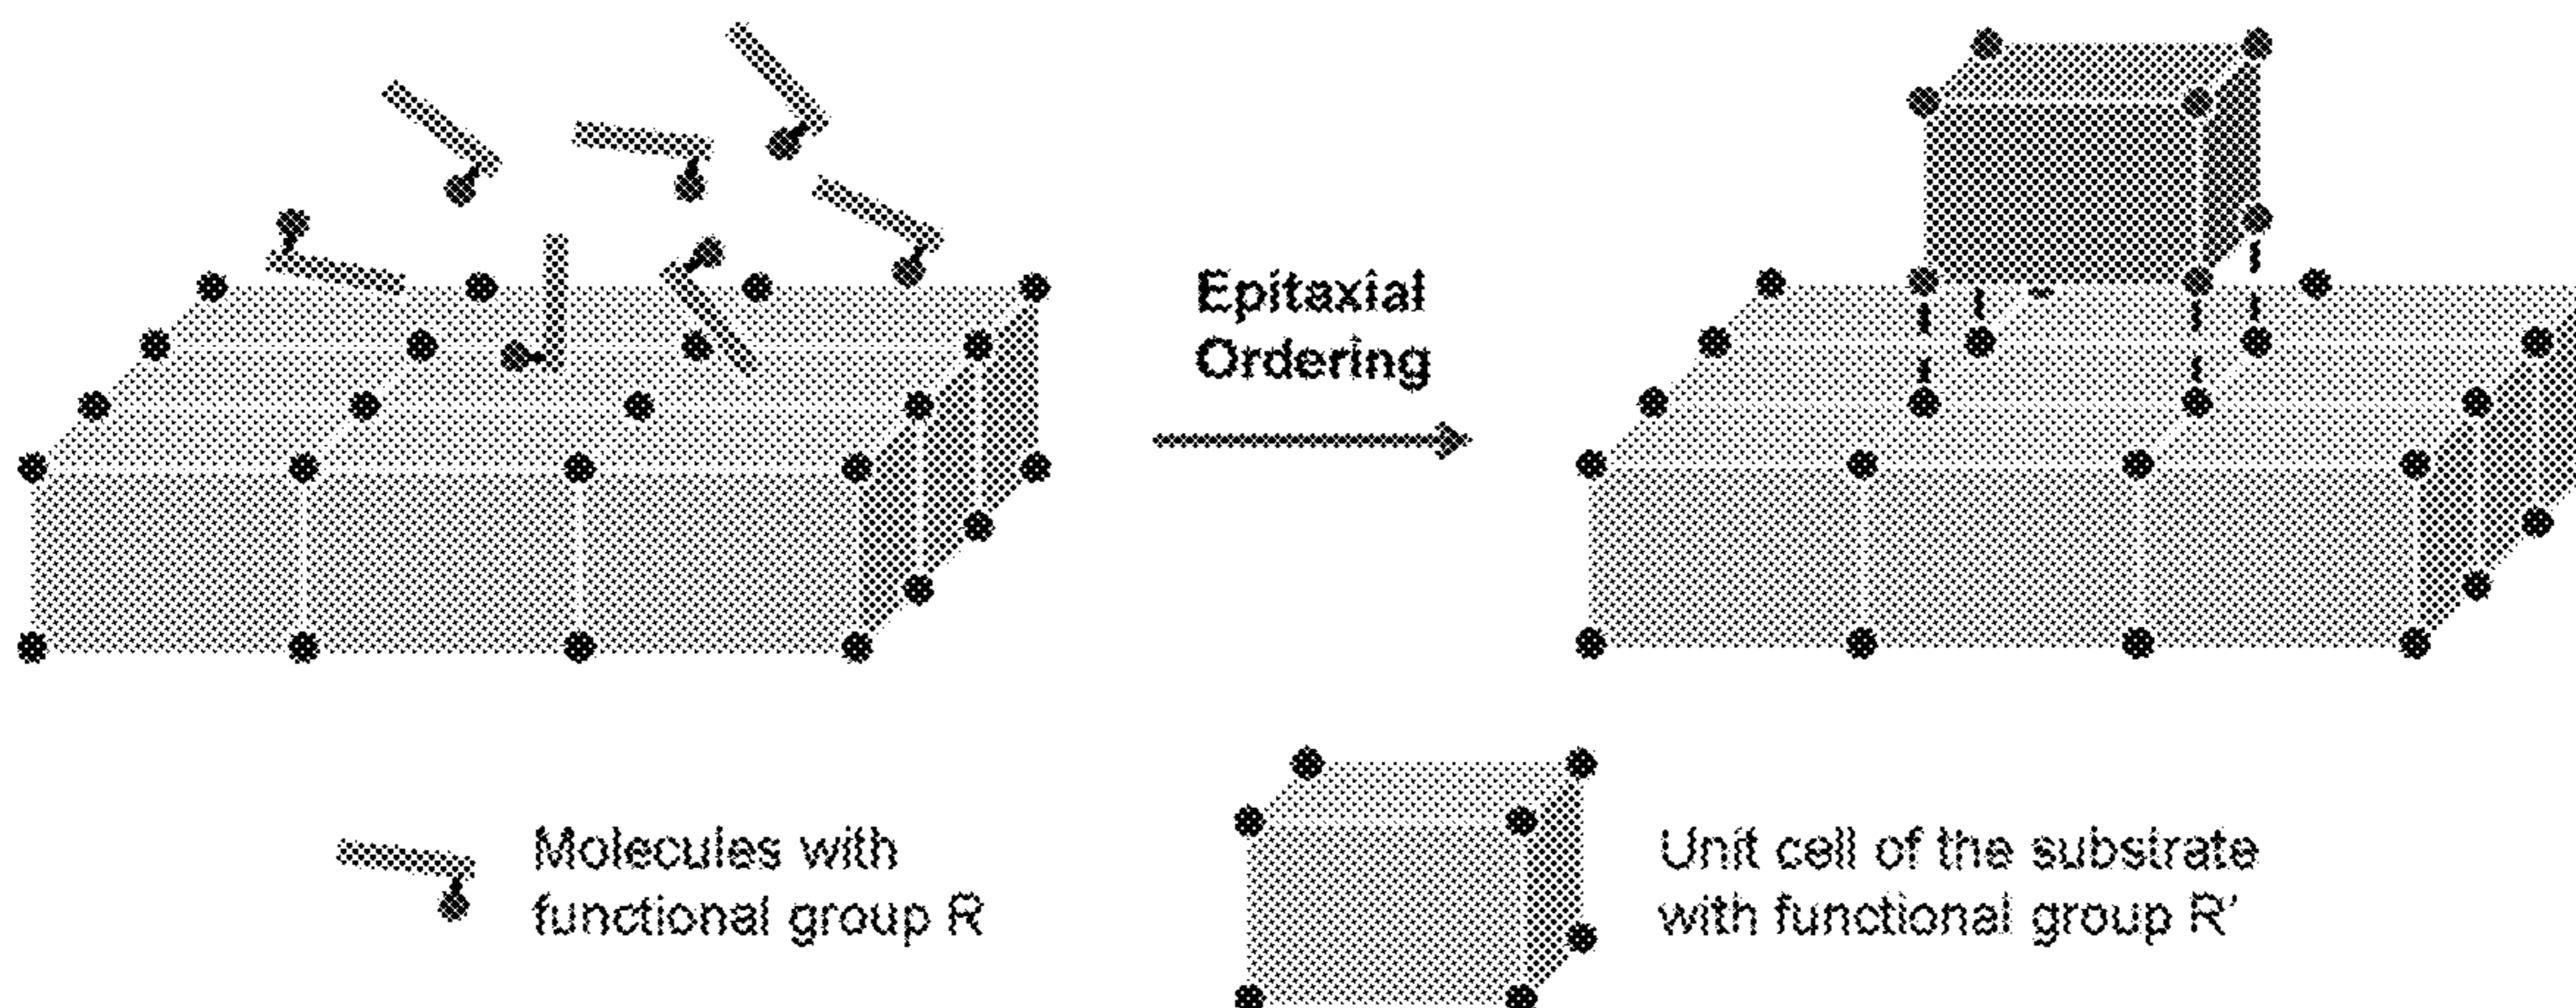 Epitaxial
Ordering
Molecules with
functional group R
Unit cell of the substrate
with functional group R'